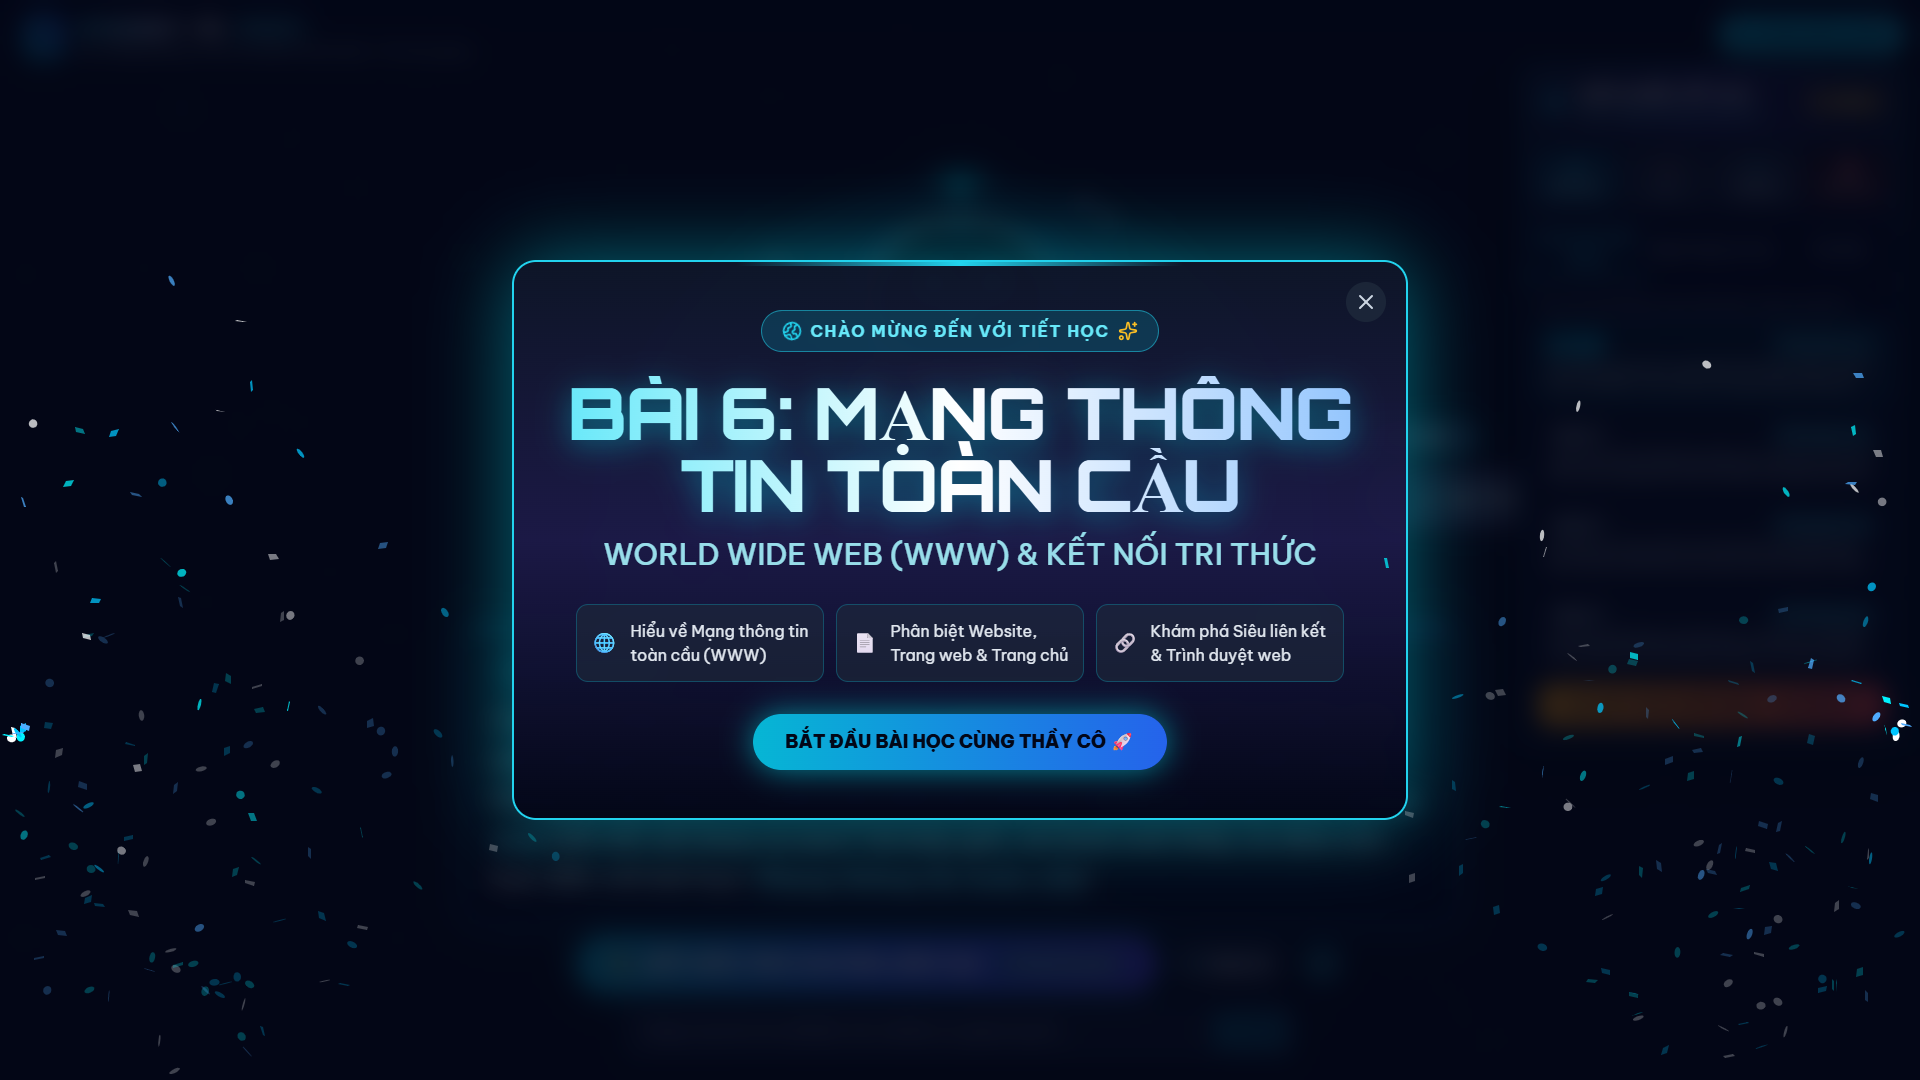 CHÀO MỪNG ĐẾN VỚI TIẾT HỌC
BÀI 6: MẠNG THÔNG
TIN TOÀN CẦU
WORLD WIDE WEB (WWW) & KẾT NỐI TRI THỨC
Hiểu về Mạng thông tin
toàn cầu (WWW)
Phân biệt Website,
Trang web & Trang chủ
Khám phá Siêu liên kết
& Trình duyệt web
BẮT ĐẦU BÀI HỌC CÙNG THẦY CÔ 🚀